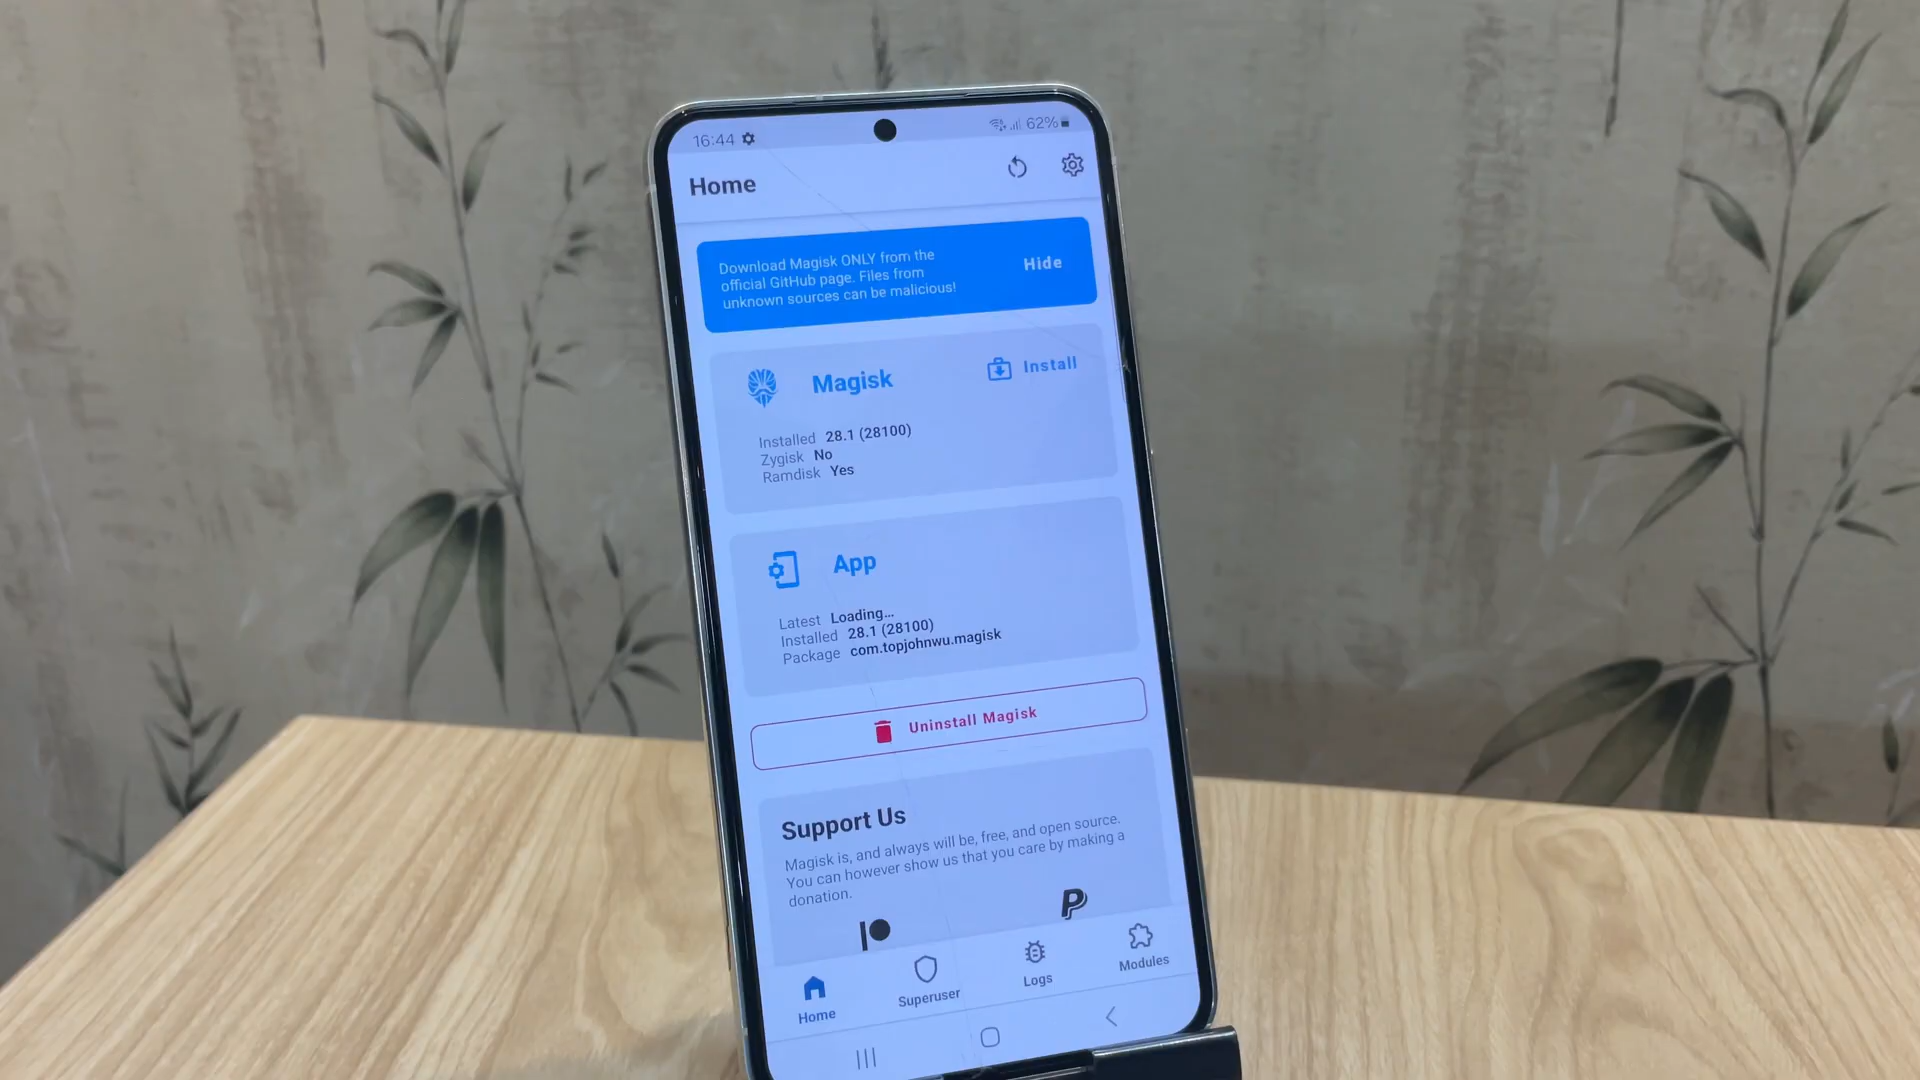 16:44 62%
Home
Download Magisk ONLY from the
official GitHub page. Files from
unknown sources can be malicious!
Hide
Magisk
Install
Installed 28.1 (28100)
Zygisk No
Ramdisk Yes
App
Latest Loading...
Installed 28.1 (28100)
Package com.topjohnwu.magisk
Uninstall Magisk
Support Us
Magisk is, and always will be, free, and open source.
You can however show us that you care by making a
donation.
Home
Superuser
Logs
Modules